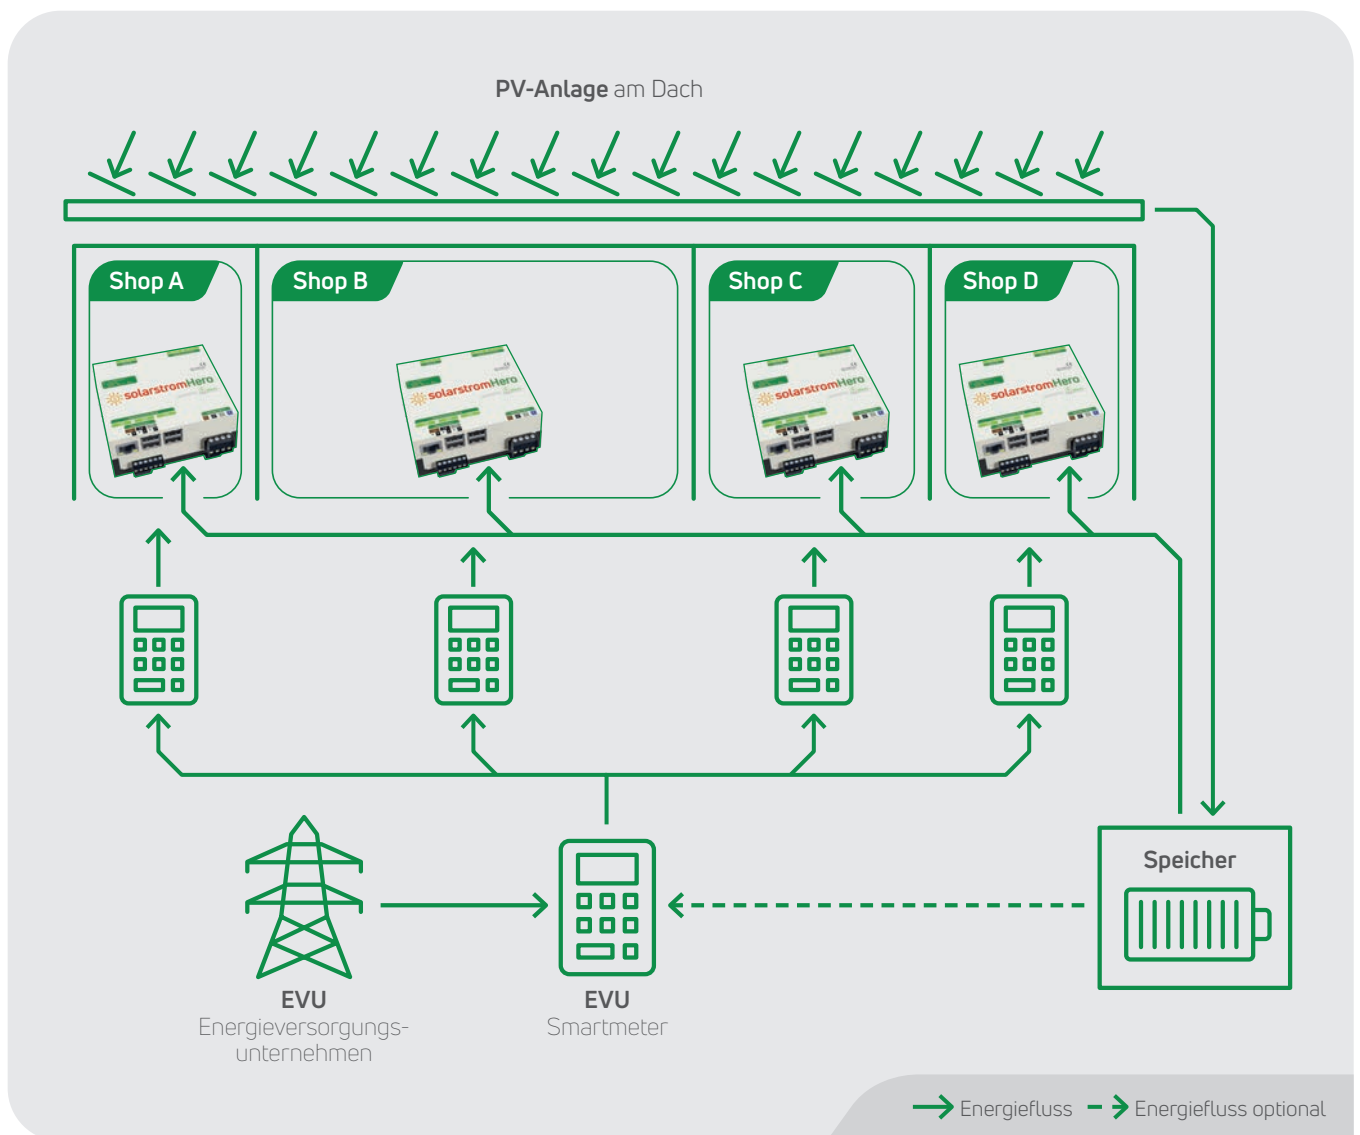 PV-Anlage am Dach
Shop A
Shop B
Shop C
Shop D
solarstromHero
solarstromHero
solarstromHero
solarstromHero
Speicher
EVU
Energieversorgungs-
unternehmen
EVU
Smartmeter
Energiefluss
Energiefluss optional